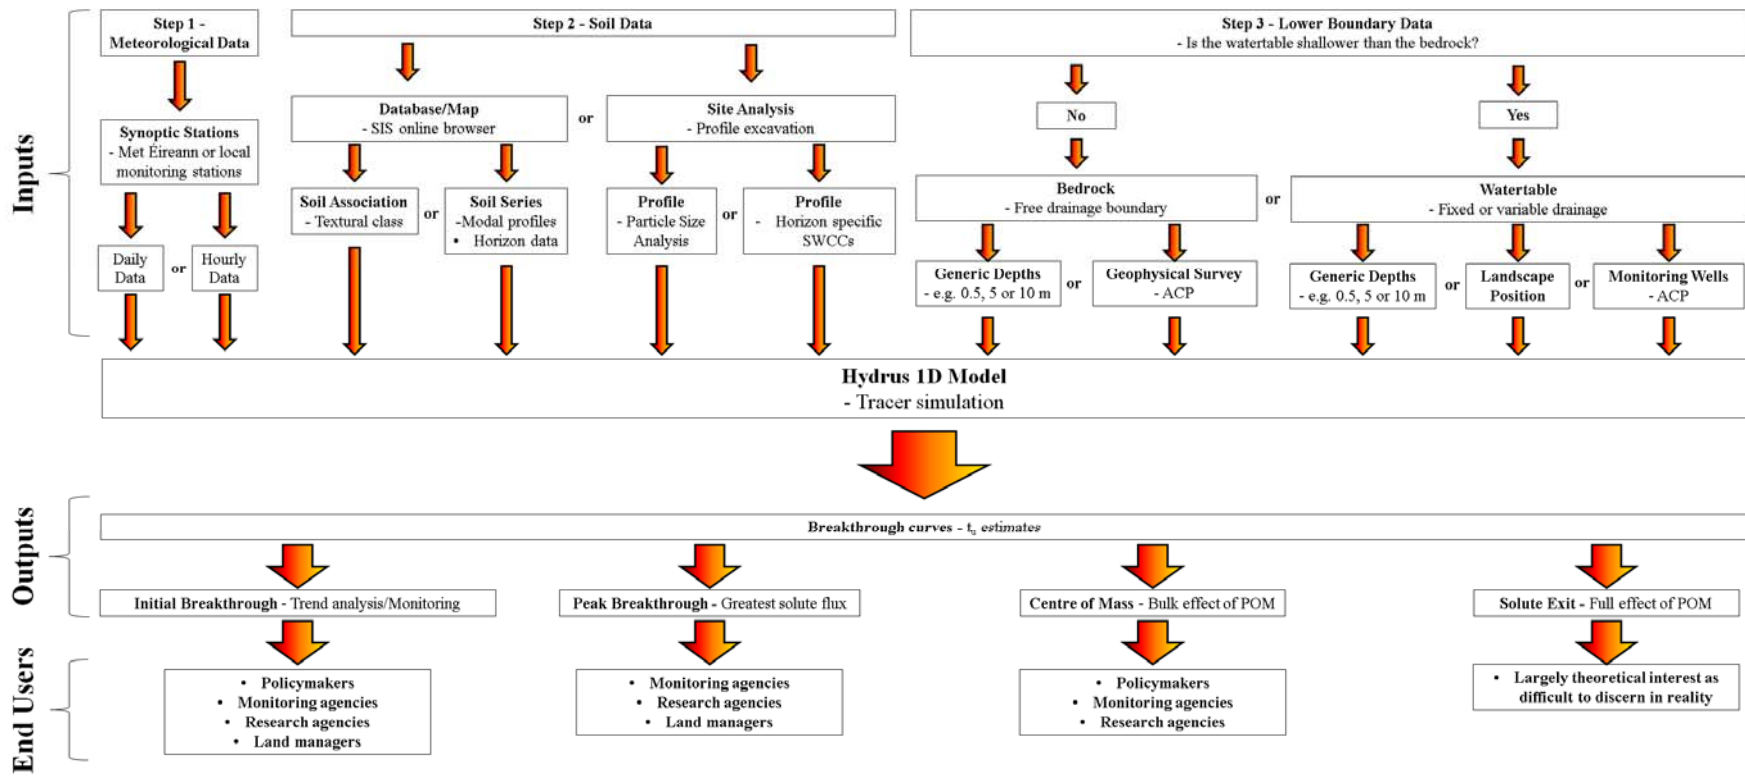 Inputs
Step 1 -
Meteorological Data
Synoptic Stations
- Met Éireann or local
monitoring stations
Daily
Data
or
Hourly
Data
Step 2 - Soil Data
Database/Map
- SIS online browser
or
Site Analysis
- Profile excavation
Soil Association
- Textural class
or
Soil Series
-Modal profiles
• Horizon data
Profile
- Particle Size
Analysis
or
Profile
- Horizon specific
SWCCs
Step 3 - Lower Boundary Data
- Is the watertable shallower than the bedrock?
No
Yes
Bedrock
- Free drainage boundary
or
Watertable
- Fixed or variable drainage
Generic Depths
- e.g. 0.5, 5 or 10 m
or
Geophysical Survey
- ACP
Generic Depths
- e.g. 0.5, 5 or 10 m
or
Landscape
Position
or
Monitoring Wells
- ACP
Hydrus 1D Model
- Tracer simulation
Outputs
Breakthrough curves - tu estimates
Initial Breakthrough - Trend analysis/Monitoring
Peak Breakthrough - Greatest solute flux
Centre of Mass - Bulk effect of POM
Solute Exit - Full effect of POM
End Users
• Policymakers
• Monitoring agencies
• Research agencies
• Land managers
• Monitoring agencies
• Research agencies
• Land managers
• Policymakers
• Monitoring agencies
• Research agencies
• Largely theoretical interest as
difficult to discern in reality